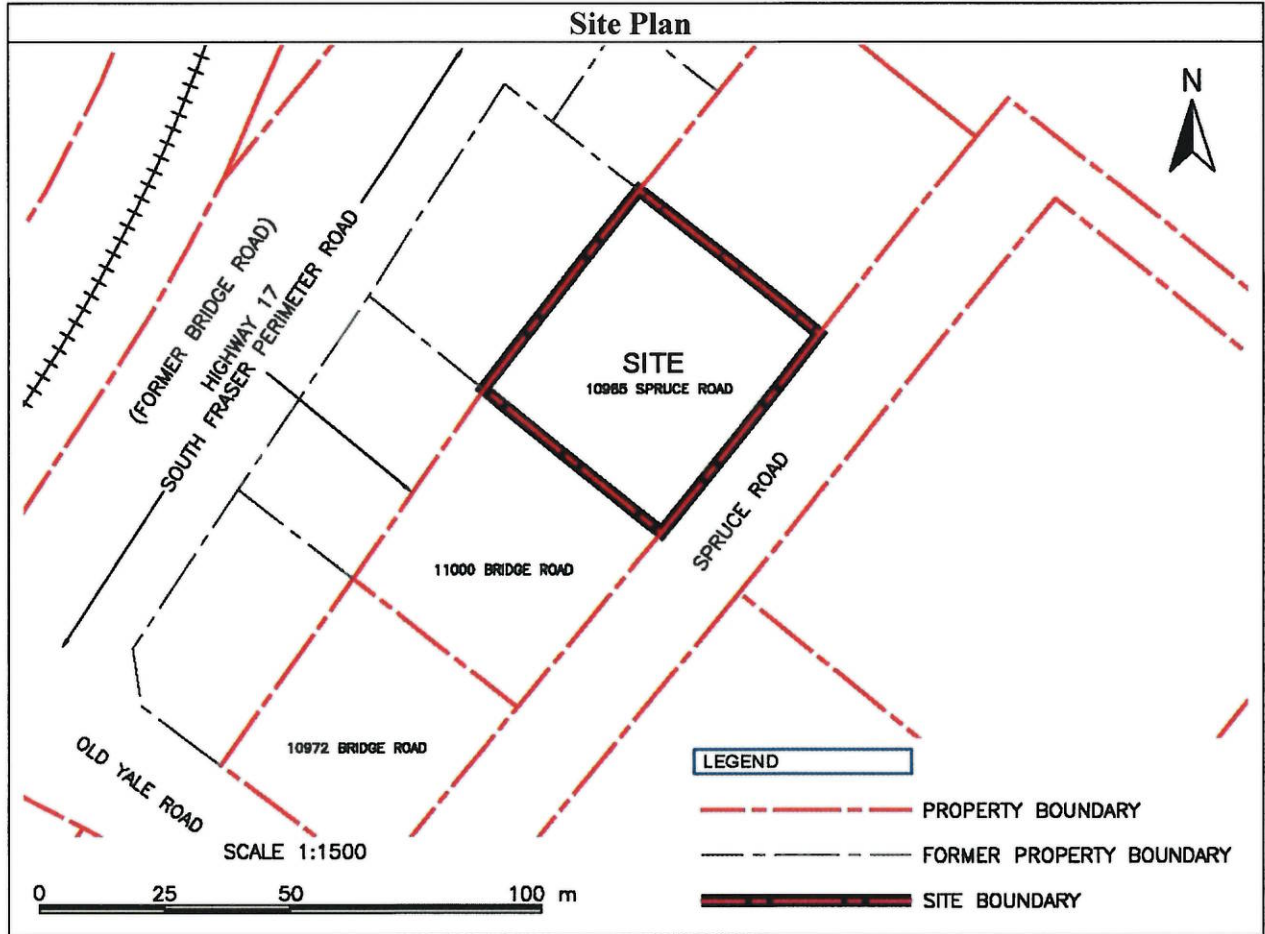 Site Plan
N
(FORMER BRIDGE ROAD)
HIGHWAY 17
SOUTH FRASER PERIMETER ROAD
SITE
10965 SPRUCE ROAD
SPRUCE ROAD
11000 BRIDGE ROAD
10972 BRIDGE ROAD
OLD YALE ROAD
SCALE 1:1500
0 25 50 100 m
LEGEND
PROPERTY BOUNDARY
FORMER PROPERTY BOUNDARY
SITE BOUNDARY